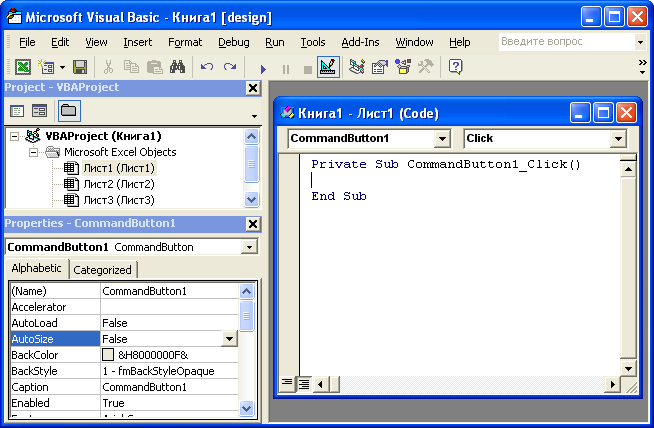 Microsoft Visual Basic - Книга1 [design]
File Edit View Insert Format Debug Run Tools Add-Ins Window Help Введите вопрос
Project - VBAProject
VBAProject (Книга1)
Microsoft Excel Objects
Лист1 (Лист1)
Лист2 (Лист2)
Лист3 (Лист3)
Properties - CommandButton1
CommandButton1 CommandButton
Alphabetic Categorized
(Name) CommandButton1
Accelerator
AutoLoad False
AutoSize False
BackColor &H8000000F&
BackStyle 1 - fmBackStyleOpaque
Caption CommandButton1
Enabled True
Книга1 - Лист1 (Code)
CommandButton1 Click
Private Sub CommandButton1_Click()
End Sub